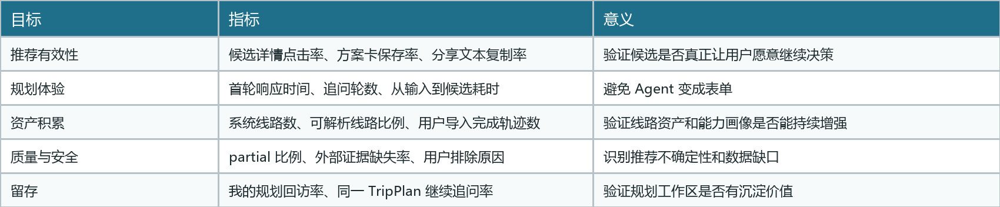 目标 指标 意义
推荐有效性 候选详情点击率、方案卡保存率、分享文本复制率 验证候选是否真正让用户愿意继续决策
规划体验 首轮响应时间、追问轮数、从输入到候选耗时 避免 Agent 变成表单
资产积累 系统线路数、可解析线路比例、用户导入完成轨迹数 验证线路资产和能力画像是否能持续增强
质量与安全 partial 比例、外部证据缺失率、用户排除原因 识别推荐不确定性和数据缺口
留存 我的规划回访率、同一 TripPlan 继续追问率 验证规划工作区是否有沉淀价值